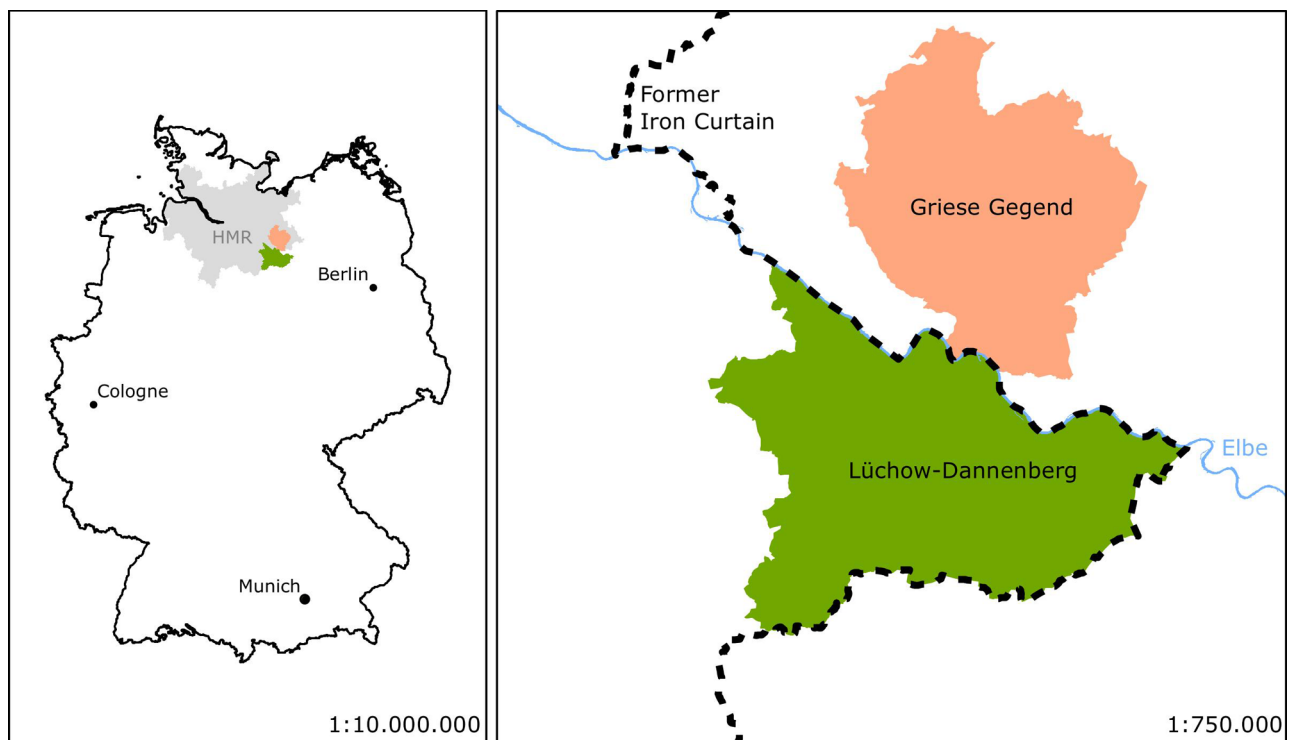 HMR
Berlin
Cologne
Munich
1:10.000.000
Former
Iron Curtain
Griese Gegend
Elbe
Lüchow-Dannenberg
1:750.000